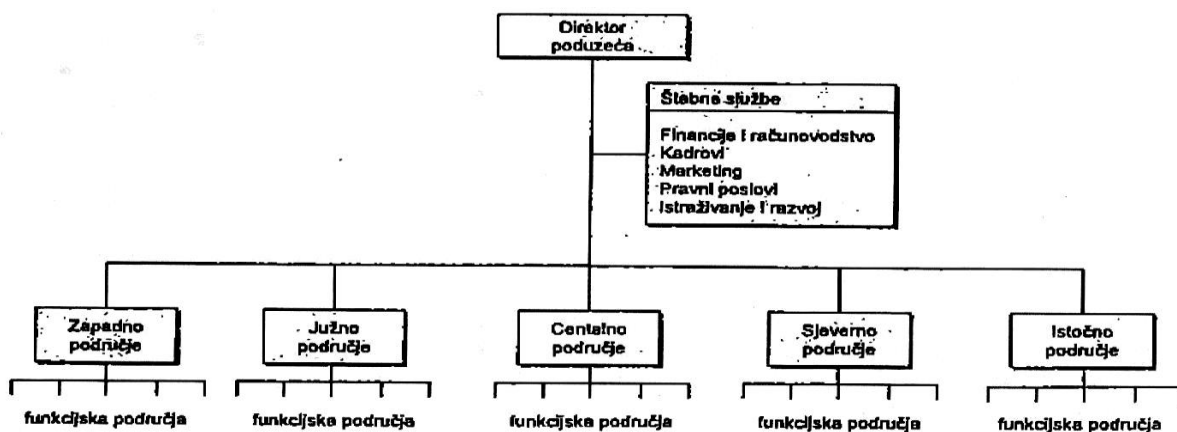 Direktor
poduzeća
Štabne službe
Financije i računovodstvo
Kadrovi
Marketing
Pravni poslovi
Istraživanje i razvoj
Zapadno
područje
Južno
područje
Centalno
područje
Sjeverno
područje
Istočno
područje
funkcijska područja
funkcijska područja
funkcijska područja
funkcijska područja
funkcijska područja